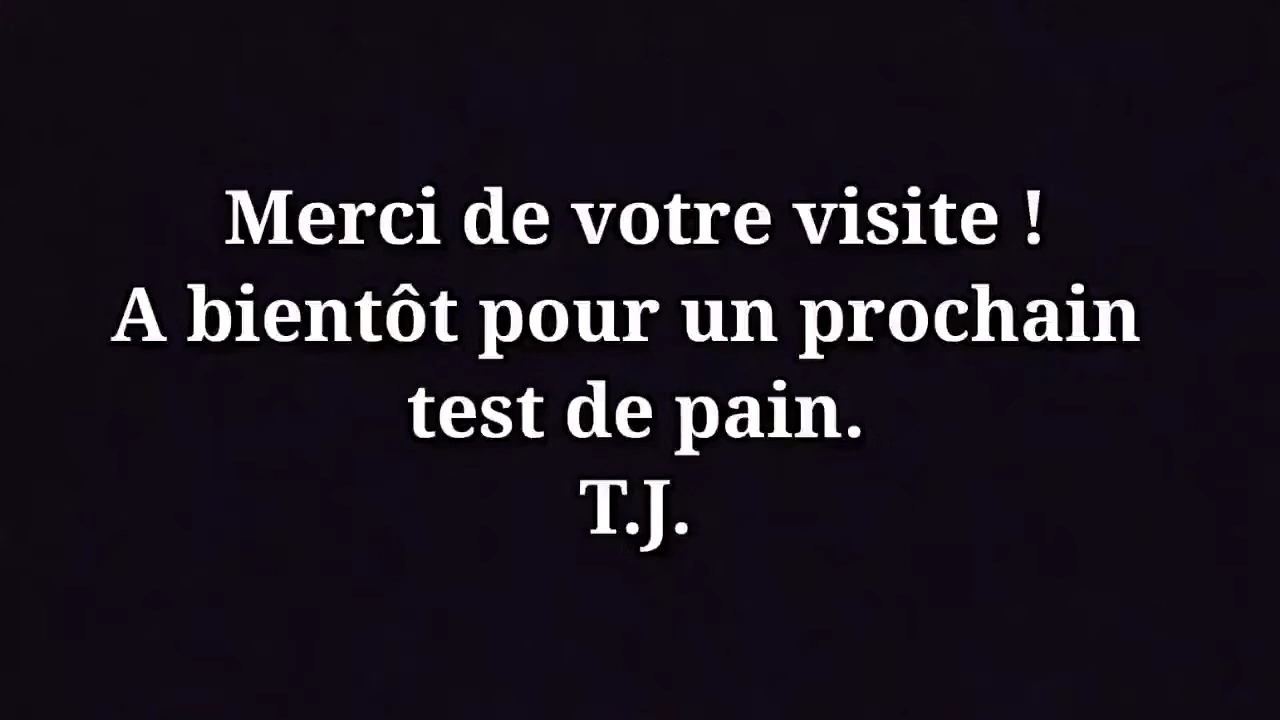 Merci de votre visite !
A bientôt pour un prochain
test de pain.
T.J.